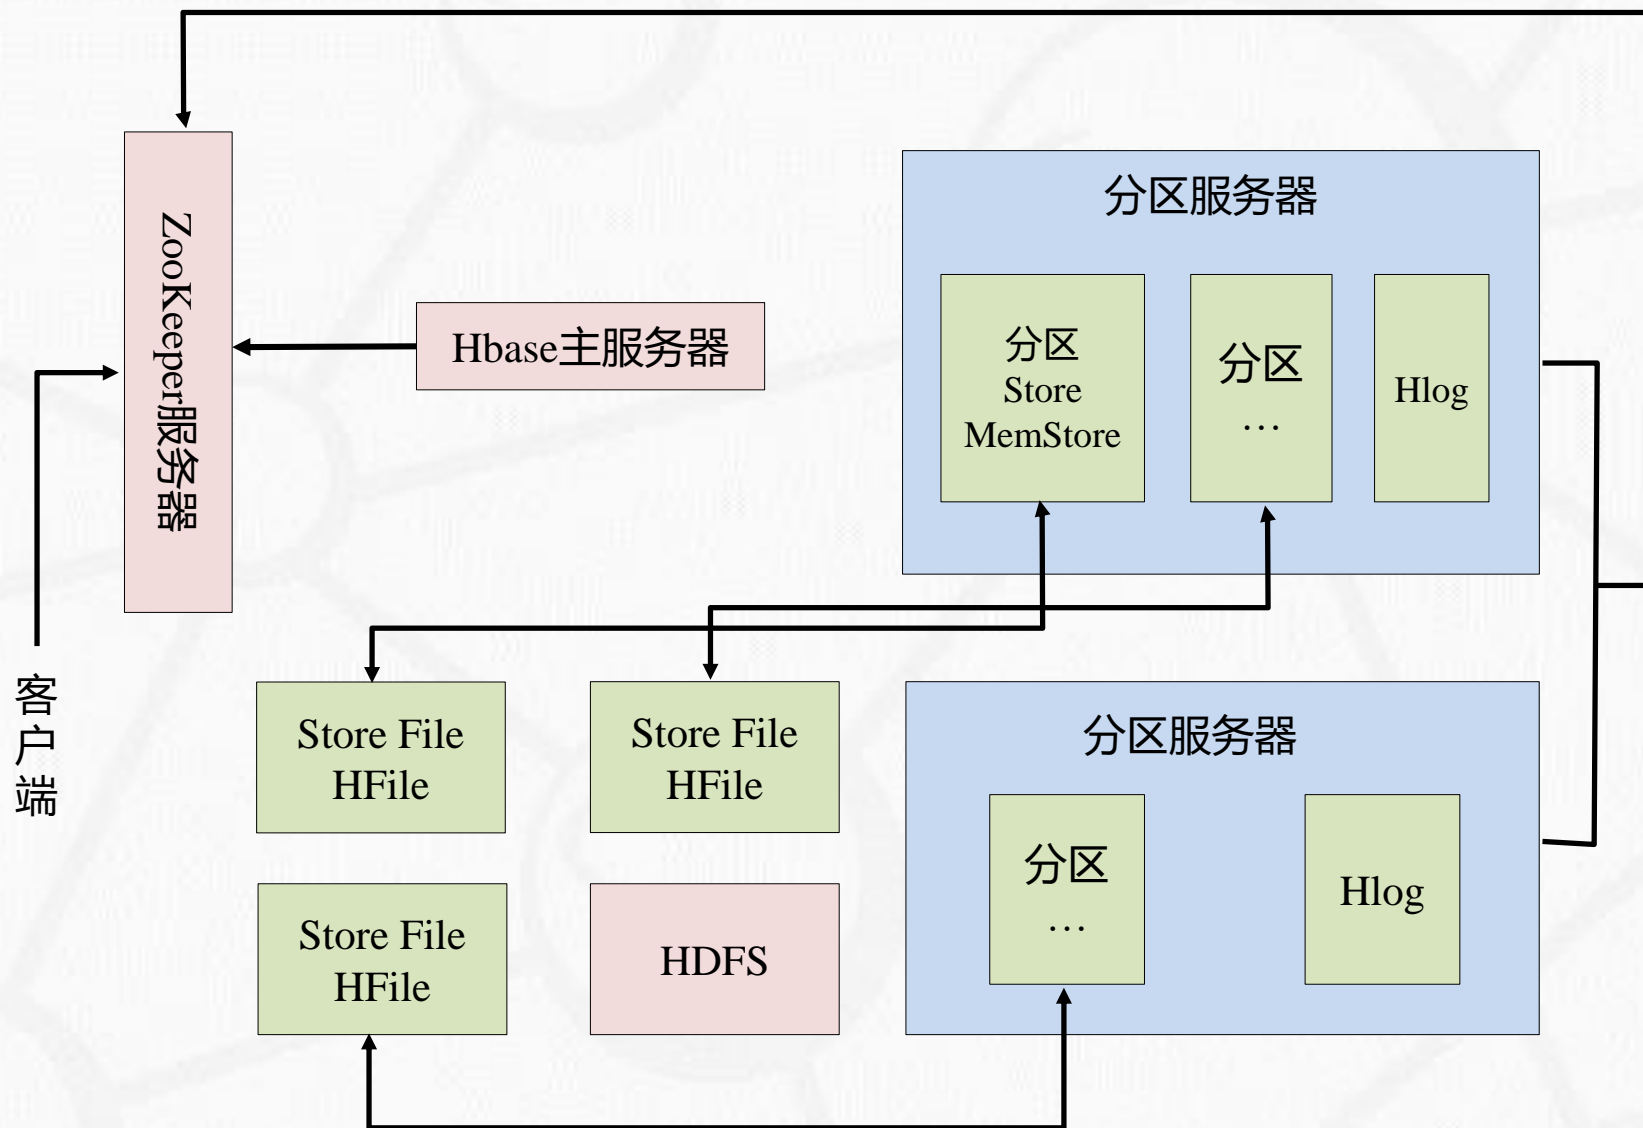 ZooKeeper服务器
Hbase主服务器
客户端
分区服务器
分区
Store
MemStore
分区
…
Hlog
Store File
HFile
Store File
HFile
Store File
HFile
HDFS
分区服务器
分区
…
Hlog